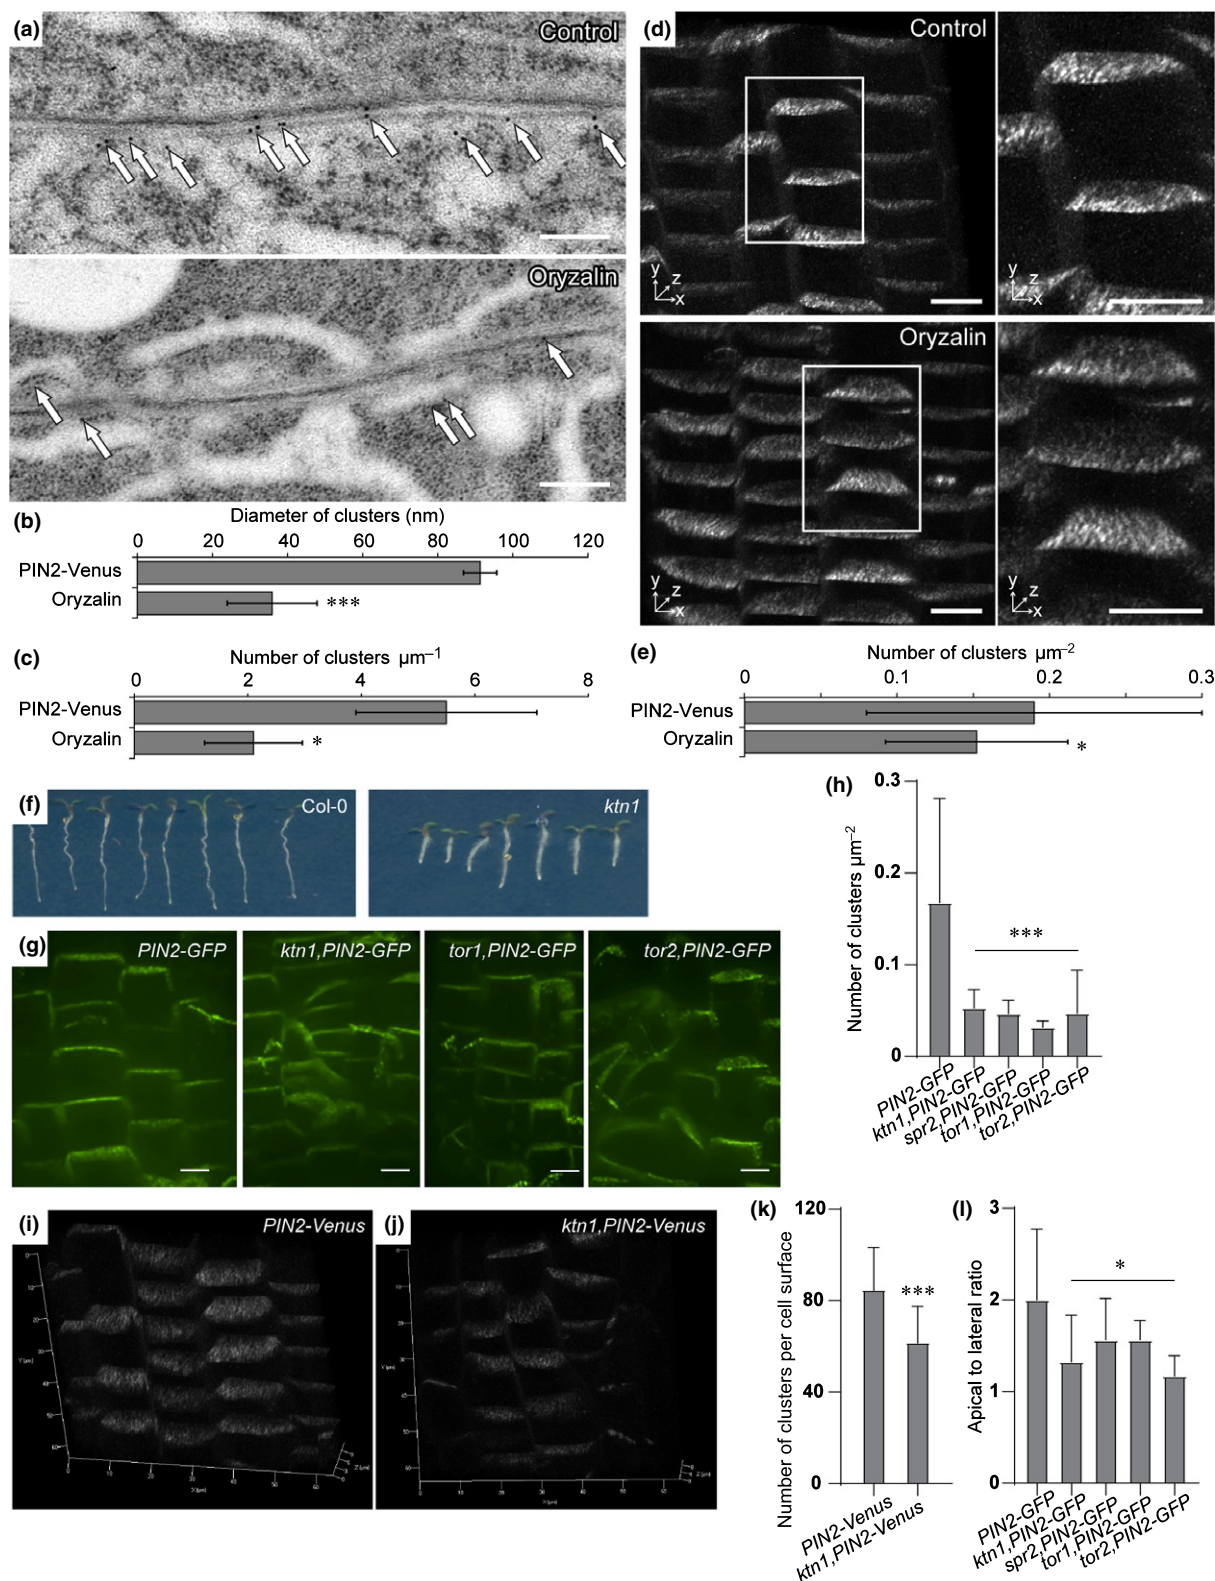 (a)
Control
Oryzalin
(b)
Diameter of clusters (nm)
0 20 40 60 80 100 120
PIN2-Venus
Oryzalin
***
(c)
Number of clusters µm–1
0 2 4 6 8
PIN2-Venus
Oryzalin
*
(d)
Control
y z x
Oryzalin
y z x
y z x
y z x
(e)
Number of clusters µm–2
0 0.1 0.2 0.3
PIN2-Venus
Oryzalin
*
(f)
Col-0
ktn1
(g)
PIN2-GFP
ktn1,PIN2-GFP
tor1,PIN2-GFP
tor2,PIN2-GFP
(h)
Number of clusters µm–2
0.3
0.2
0.1
0
***
PIN2-GFP
ktn1,PIN2-GFP
spr2,PIN2-GFP
tor1,PIN2-GFP
tor2,PIN2-GFP
(i)
PIN2-Venus
(j)
ktn1,PIN2-Venus
(k)
Number of clusters per cell surface
120
80
40
0
***
PIN2-Venus
ktn1,PIN2-Venus
(l)
Apical to lateral ratio
3
2
1
0
*
PIN2-GFP
ktn1,PIN2-GFP
spr2,PIN2-GFP
tor1,PIN2-GFP
tor2,PIN2-GFP